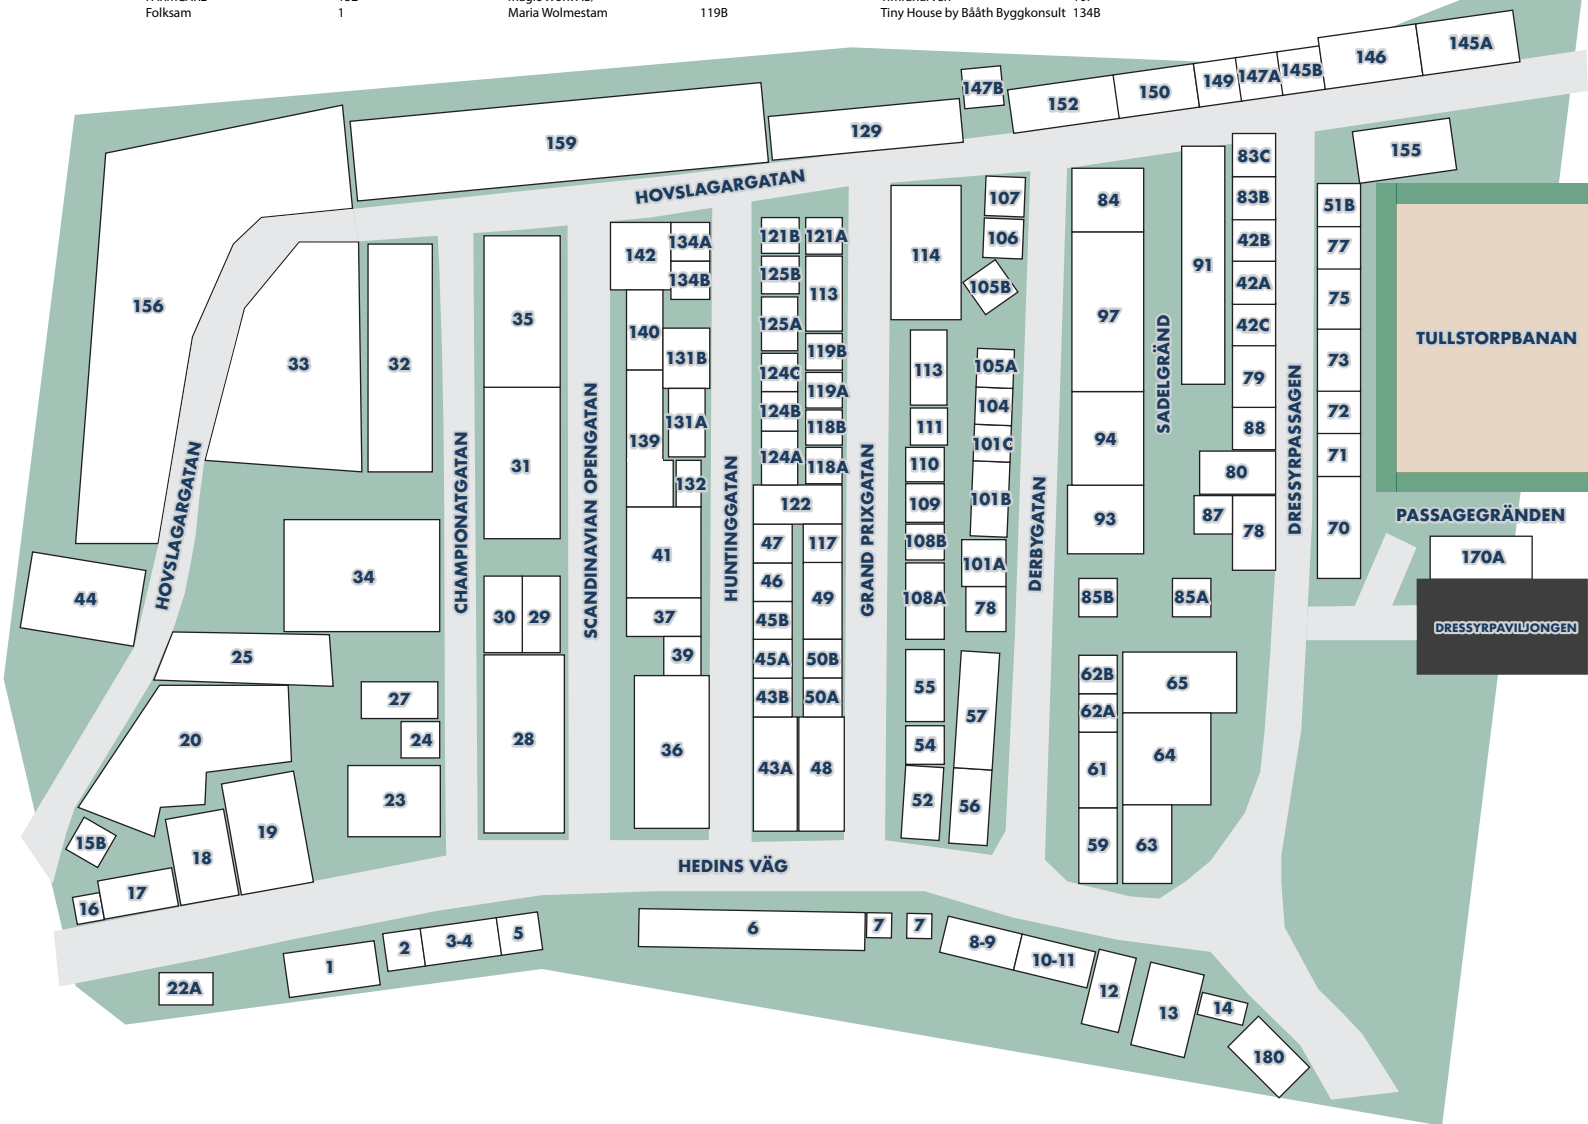 Folksam 1 Maria Wolmestam 119B Tiny House by Bååth Byggkonsult 134B
145A
146
145B
147A
149
150
152
147B
129
159
HOVSLAGARGATAN
155
83C
83B
42B
42A
42C
79
88
80
87
78
51B
77
75
73
72
71
70
TULLSTORPBANAN
PASSAGEGRÄNDEN
170A
DRESSYRPAVILJONGEN
DRESSYRPASSAGEN
91
SADELGRÄND
84
97
94
93
85B
85A
62B
62A
61
59
65
64
63
DERBYGATAN
107
106
105B
105A
104
101C
101B
101A
78
57
56
114
113
111
110
109
108B
108A
55
54
52
GRAND PRIXGATAN
121B
121A
125B
113
125A
119B
124C
119A
124B
118B
124A
118A
122
47
117
46
49
45B
45A
50B
43B
50A
43A
48
HUNTINGGATAN
142
134A
134B
140
131B
131A
139
132
41
37
39
36
SCANDINAVIAN OPENGATAN
35
31
30
29
28
CHAMPIONATGATAN
156
33
32
34
HOVSLAGARGATAN
44
25
27
24
23
20
19
18
17
16
15B
HEDINS VÄG
22A
1
2
3-4
5
6
7
7
8-9
10-11
12
13
14
180